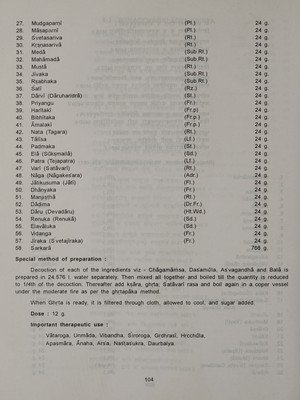 27. Mudgaparṇī (Pl.) 24 g.
28. Māṣaparṇī (Pl.) 24 g.
29. Śvetasāriva (Rt.) 24 g.
30. Kṛṣṇasārivā (Rt.) 24 g.
31. Medā (Sub.Rt.) 24 g.
32. Mahāmadā (Sub.Rt.) 24 g.
33. Mustā (Rt.) 24 g.
34. Jīvaka (Sub.Rt.) 24 g.
35. Ṛṣabhaka (Sub.Rt.) 24 g.
36. Śatī (Rz.) 24 g.
37. Dārvī (Dāruharidrā) (St.) 24 g.
38. Priyangu (Fr.) 24 g.
39. Harītakī (Fr.p) 24 g.
40. Bibhītaka (Fr.p.) 24 g.
41. Āmalakī (Fr.p.) 24 g.
42. Nata (Tagara) (Rt.) 24 g.
43. Tālīsa (Lf.) 24 g.
44. Padmaka (St.) 24 g.
45. Elā (Sūkṣmailā) (Sd.) 24 g.
46. Patra (Tejapatra) (Lf.) 24 g.
47. Varī (Śatāvarī) (Rt.) 24 g.
48. Nāga (Nāgakeśara) (Adr.) 24 g.
49. Jātikusuma (Jātī) (Fl.) 24 g.
50. Dhānyaka (Fr.) 24 g.
51. Mañjiṣṭhā (Rt.) 24 g.
52. Dāḍima (Dr.Fr.) 24 g.
53. Dāru (Devadāru) (Ht.Wd.) 24 g.
54. Renuka (Renukā) (Sd.) 24 g.
55. Elavāluka (Sd.) 24 g.
56. Viḍanga (Fr.) 24 g.
57. Jīraka (Svetajīraka) (Fr.) 24 g.
58. Śarkarā 768 g.
Special method of preparation :
Decoction of each of the ingredients viz - Chāgamāṁsa, Daśamūla, Aśvagandhā and Balā is
prepared in 24.576 l. water separately. Then mixed all together and boiled till the quantity is reduced
to 1/4th of the decoction. Thereafter add kṣīra, ghṛta, Śatāvarī rasa and boil again in a coper vessel
under the moderate fire as per the ghṛtapāka method.
When Ghṛta is ready, it is filtered through cloth, allowed to cool, and sugar added.
Dose : 12 g.
Important therapeutic use :
Vātaroga, Unmāda, Vibandha, Śiroroga, Gṛdhrasī, Hṛcchūla,
Apasmāra, Ānaha, Arśa, Naṣṭaśukra, Daurbalya.
104